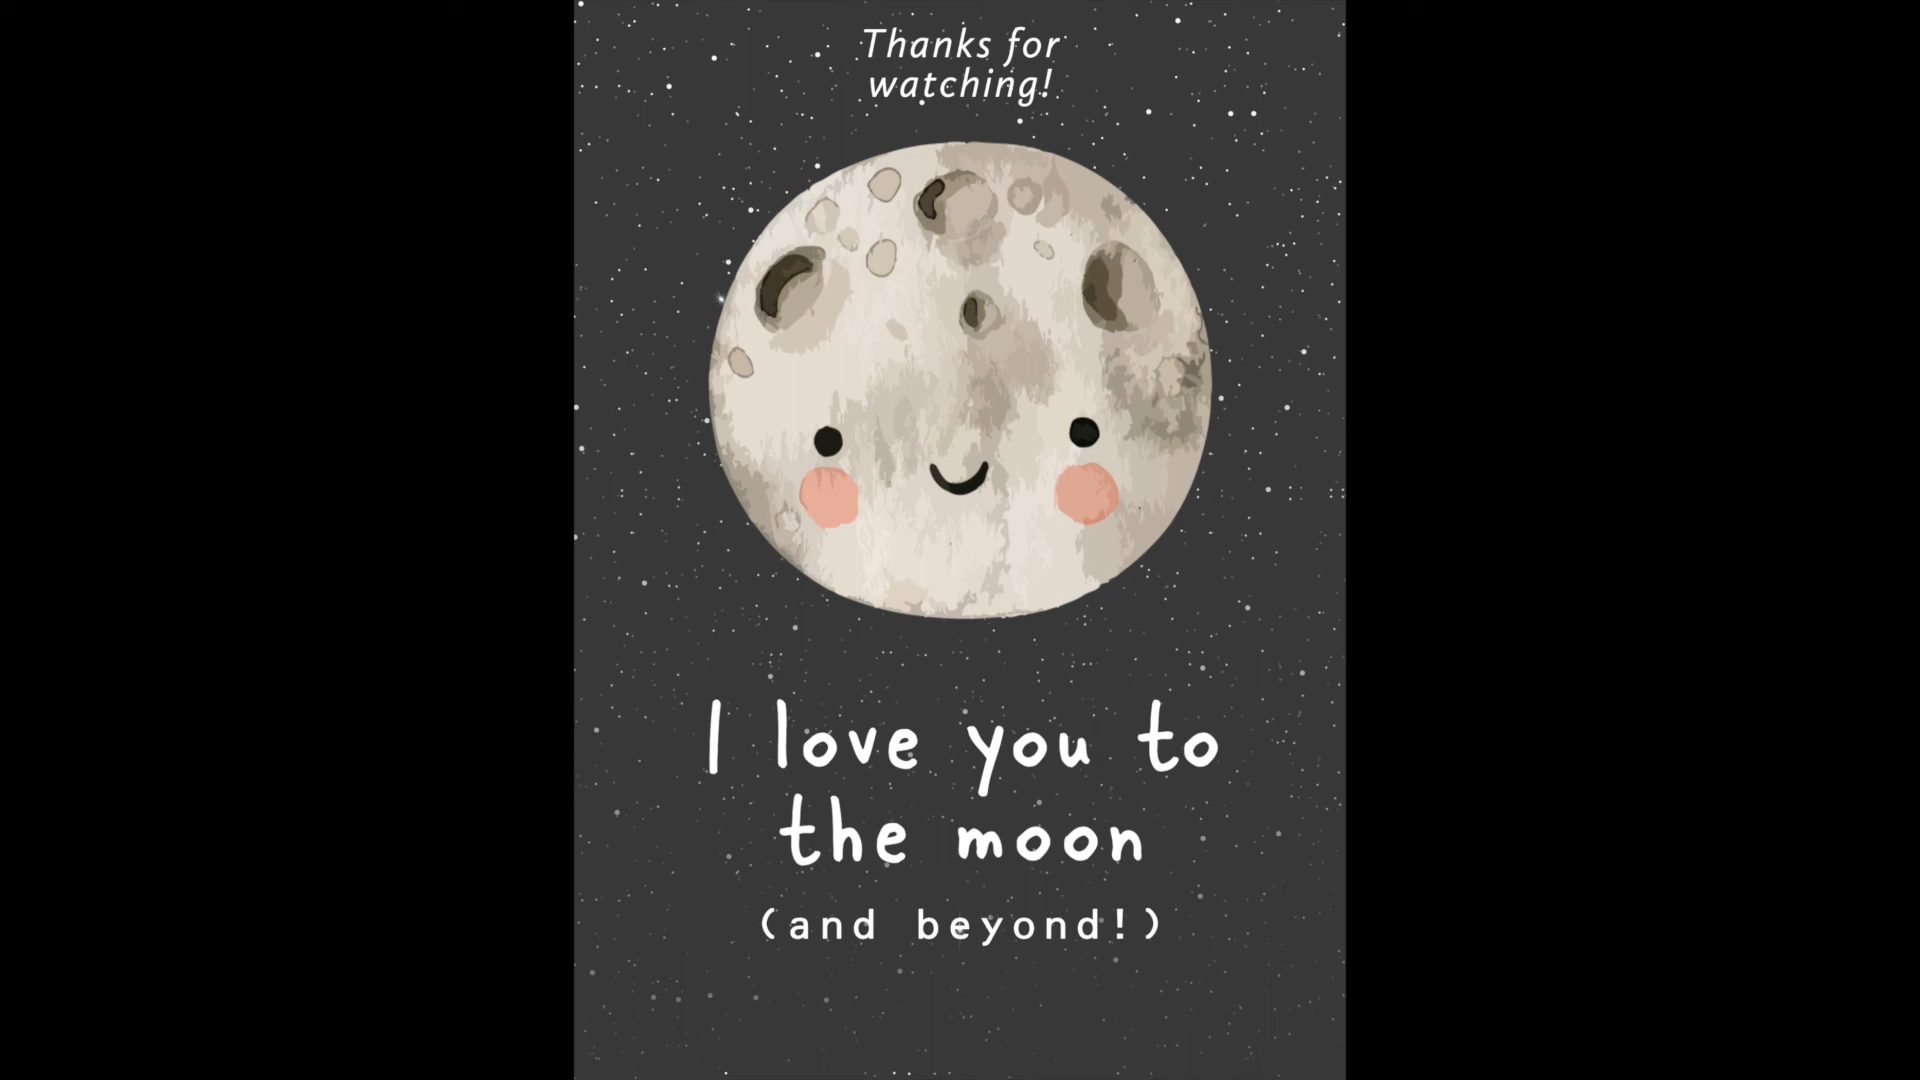 Thanks for
watching!
I love you to
the moon
(and beyond!)